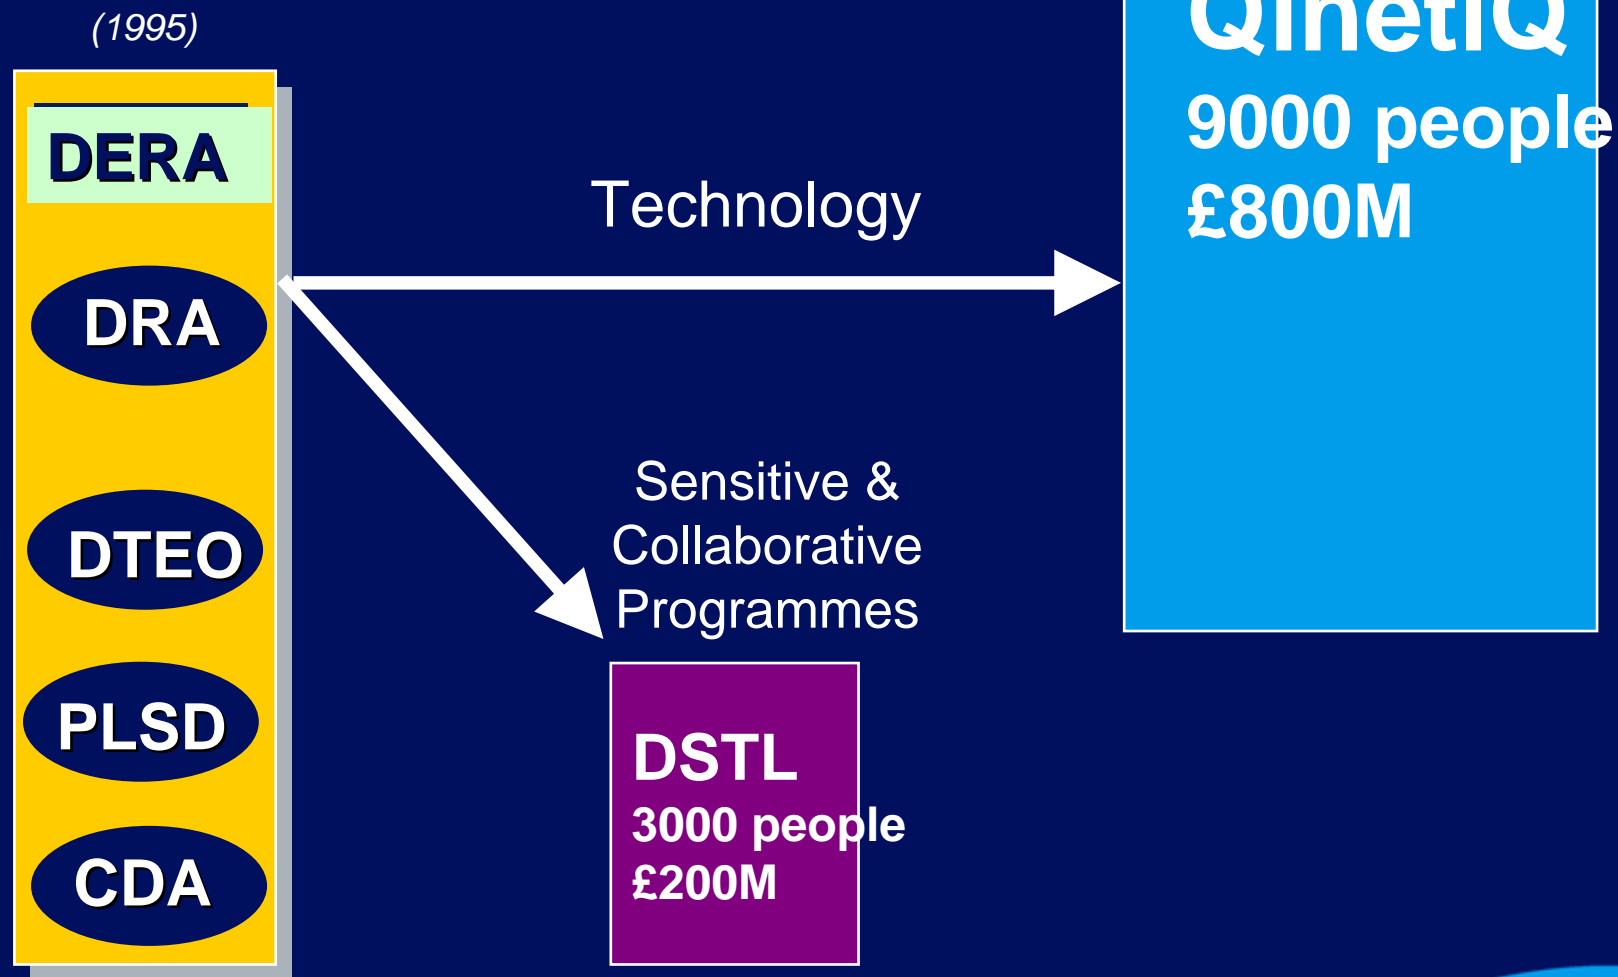 (1995)
DERA
DRA
DTEO
PLSD
CDA
Technology
Sensitive &
Collaborative
Programmes
QinetiQ
9000 people
£800M
DSTL
3000 people
£200M